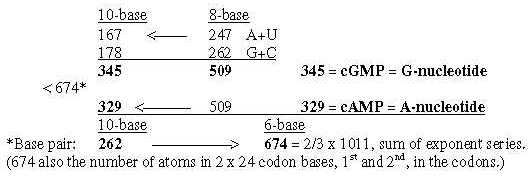 10-base 8-base
167 247 A+U
178 262 G+C
345 509 345 = cGMP = G-nucleotide
< 674*
329 509 329 = cAMP = A-nucleotide
10-base 6-base
*Base pair: 262 674 = 2/3 x 1011, sum of exponent series.
(674 also the number of atoms in 2 x 24 codon bases, 1st and 2nd, in the codons.)